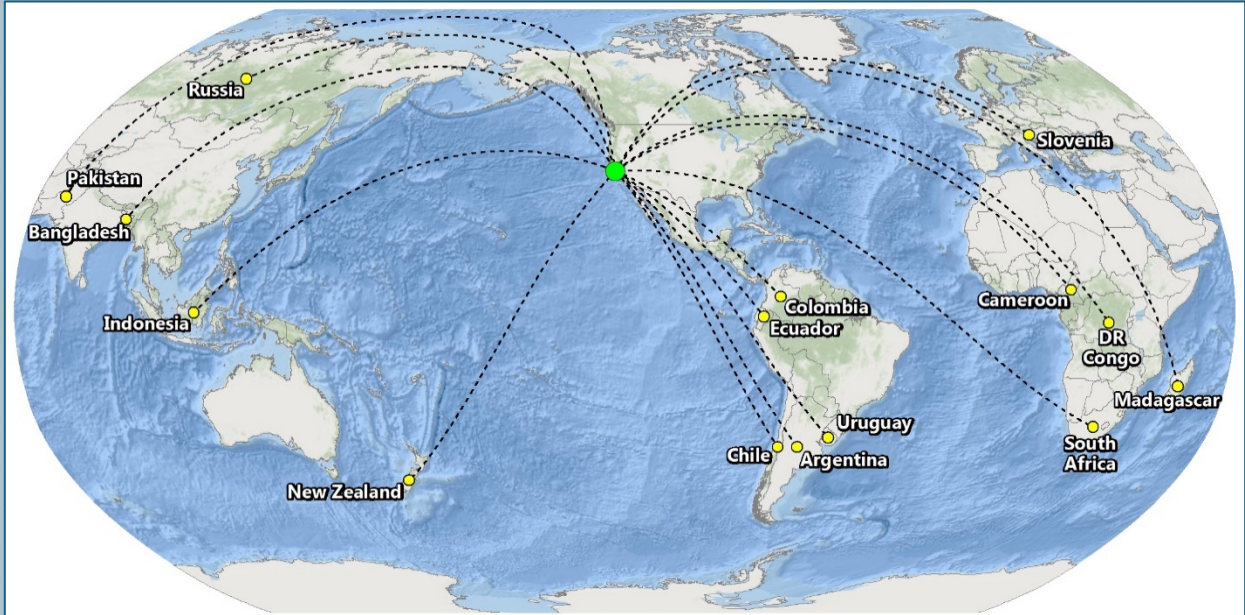 Russia
Slovenia
Pakistan
Bangladesh
Colombia
Cameroon
Indonesia
Ecuador
DR
Congo
Madagascar
Uruguay
Chile
Argentina
South
Africa
New Zealand